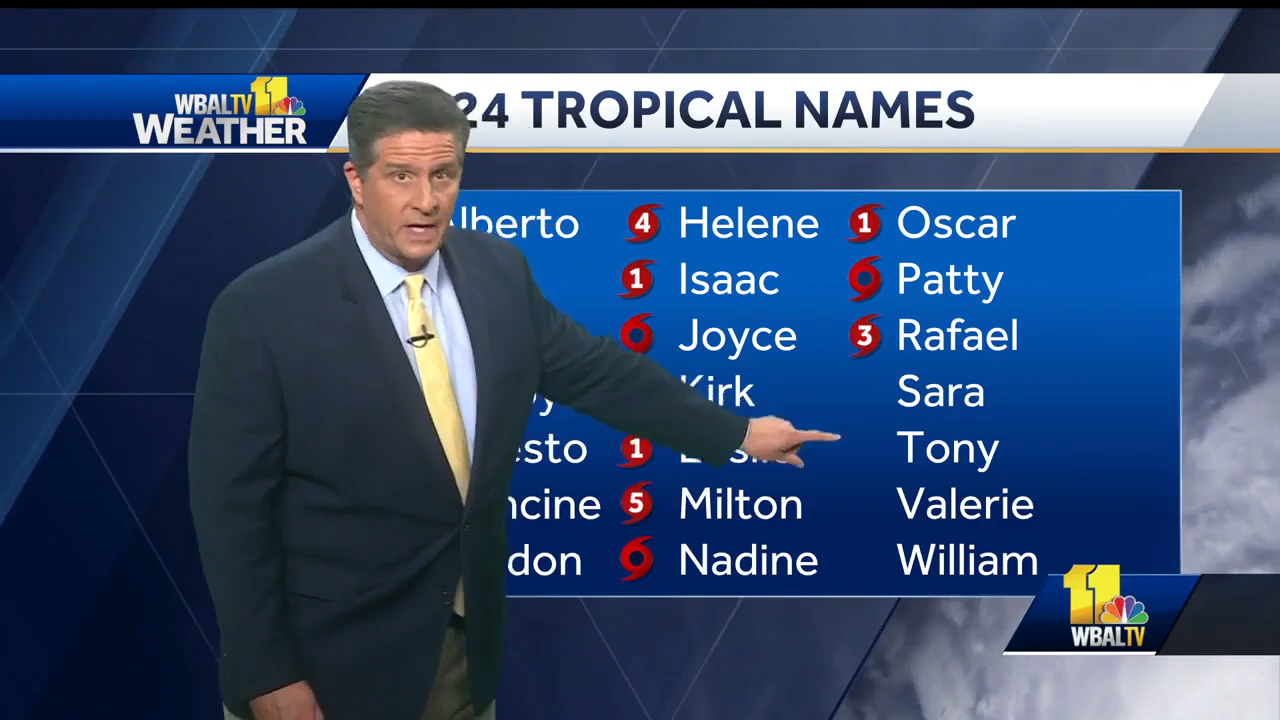 WBALTV 11
WEATHER
24 TROPICAL NAMES
lberto 4 Helene 1 Oscar
1 Isaac Patty
Joyce 3 Rafael
Kirk Sara
esto 1 Tony
ncine 5 Milton Valerie
don Nadine William
11
WBALTV